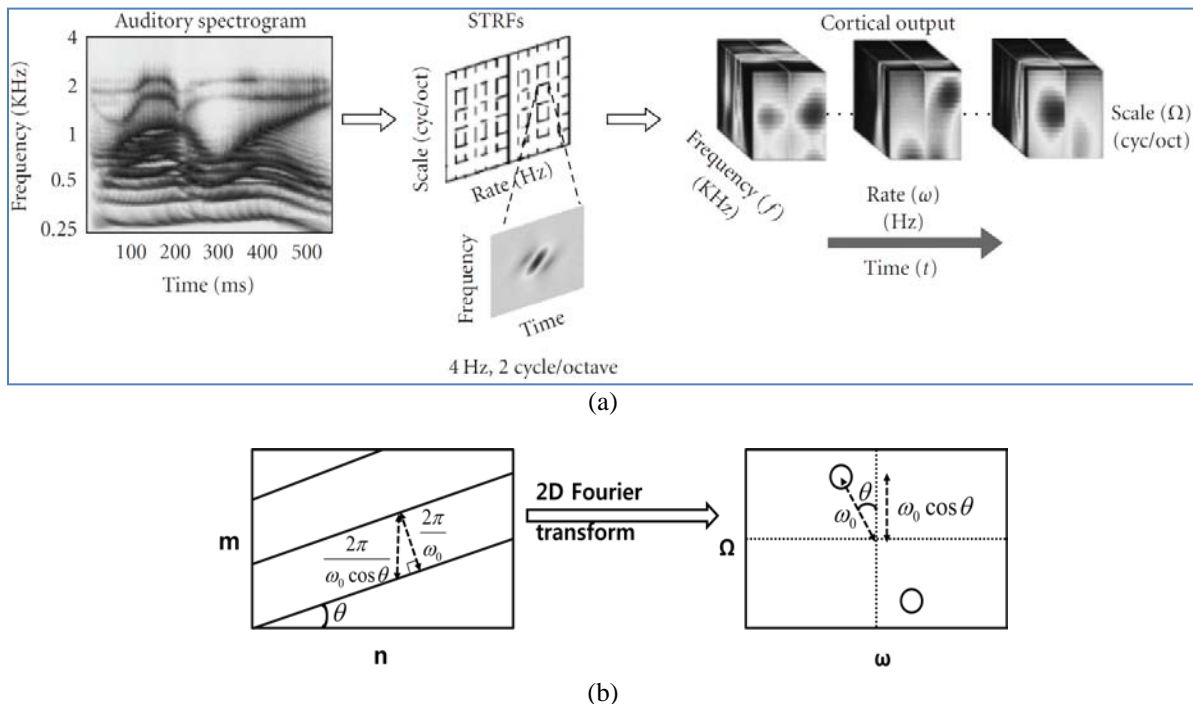 Auditory spectrogram
Frequency (KHz)
4
2
1
0.5
0.25
100 200 300 400 500
Time (ms)
STRFs
Scale (cyc/oct)
Rate (Hz)
Frequency
Time
4 Hz, 2 cycle/octave
Cortical output
Frequency (f)
(KHz)
Rate (ω)
(Hz)
Time (t)
Scale (Ω)
(cyc/oct)
(a)
m
2π/ω₀
2π/ω₀ cos θ
θ
n
2D Fourier
transform
Ω
ω₀
θ
ω₀ cos θ
ω
(b)